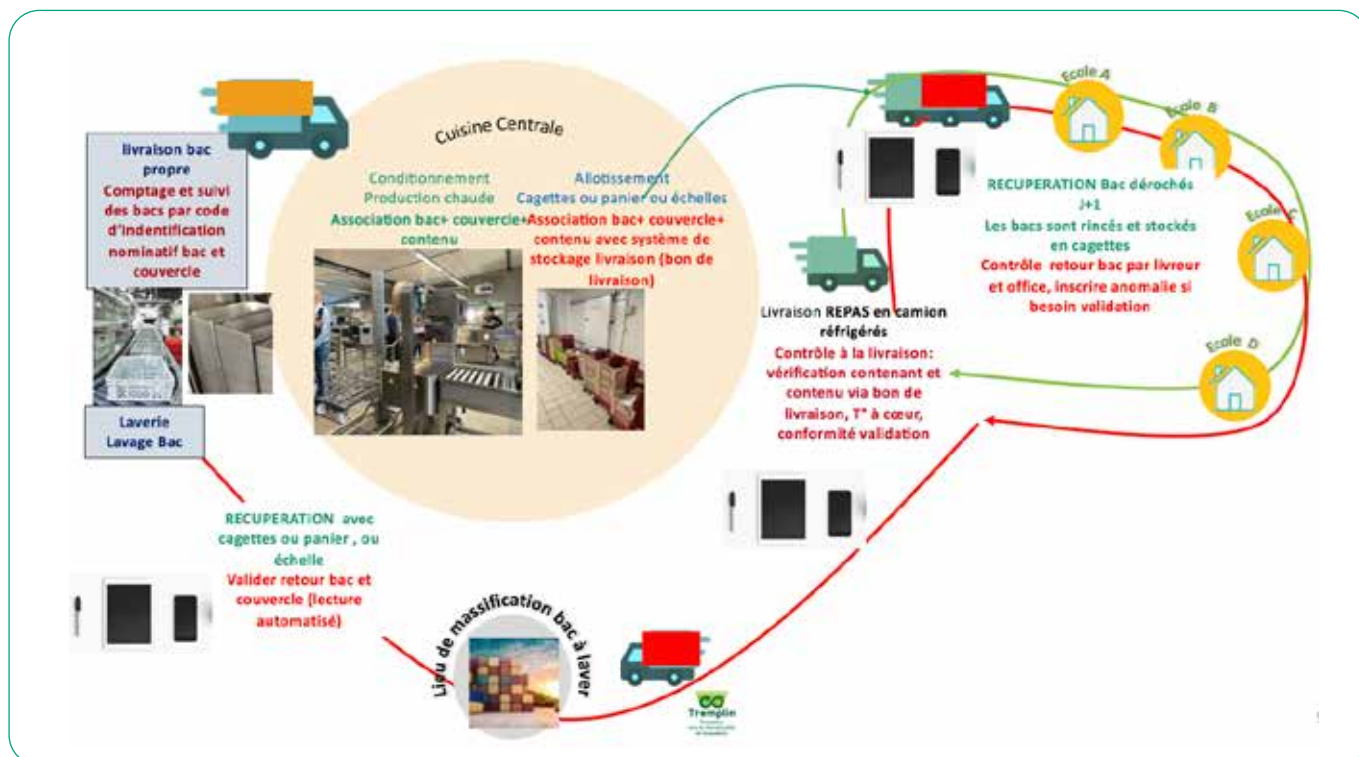 livraison bac
propre
Comptage et suivi
des bacs par code
d'indentification
nominatif bac et
couvercle
Laverie
Lavage Bac
Cuisine Centrale
Conditionnement
Production chaude
Association bac+ couvercle+
contenu
Allotissement
Cagettes ou panier ou échelles
Association bac+ couvercle+
contenu avec système de
stockage livraison (bon de
livraison)
Ecole A
Ecole B
Ecole C
Ecole D
RECUPERATION Bac dérochés
J+1
Les bacs sont rincés et stockés
en cagettes
Contrôle retour bac par livreur
et office, inscrire anomalie si
besoin validation
Livraison REPAS en camion
réfrigérés
Contrôle à la livraison:
vérification contenant et
contenu via bon de
livraison, T° à cœur,
conformité validation
RECUPERATION avec
cagettes ou panier , ou
échelle
Valider retour bac et
couvercle (lecture
automatisé)
Lieu de massification bac à laver
Tremplin